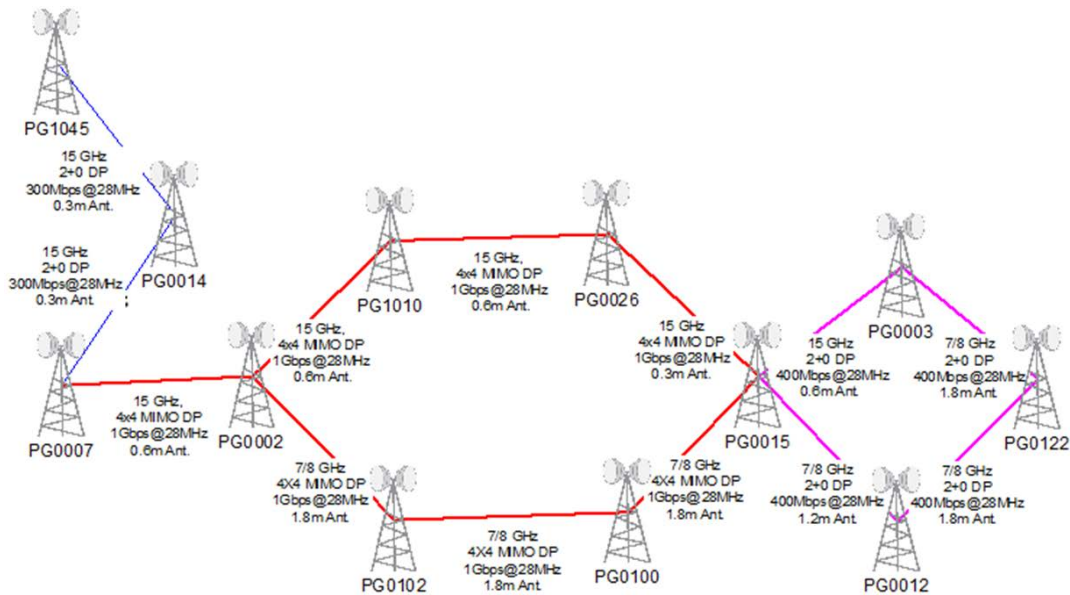 PG1045
15 GHz
2+0 DP
300Mbps@28MHz
0.3m Ant.
PG0014
15 GHz
2+0 DP
300Mbps@28MHz
0.3m Ant.
PG0007
15 GHz,
4x4 MIMO DP
1Gbps@28MHz
0.6m Ant.
PG0002
15 GHz,
4x4 MIMO DP
1Gbps@28MHz
0.6m Ant.
PG1010
15 GHz,
4x4 MIMO DP
1Gbps@28MHz
0.6m Ant.
PG0026
15 GHz
4x4 MIMO DP
1Gbps@28MHz
0.3m Ant.
PG0015
7/8 GHz
4X4 MIMO DP
1Gbps@28MHz
1.8m Ant.
PG0102
7/8 GHz
4X4 MIMO DP
1Gbps@28MHz
1.8m Ant.
PG0100
7/8 GHz
4X4 MIMO DP
1Gbps@28MHz
1.8m Ant.
PG0003
15 GHz
2+0 DP
400Mbps@28MHz
0.6m Ant.
7/8 GHz
2+0 DP
400Mbps@28MHz
1.8m Ant.
PG0122
7/8 GHz
2+0 DP
400Mbps@28MHz
1.2m Ant.
7/8 GHz
2+0 DP
400Mbps@28MHz
1.8m Ant.
PG0012